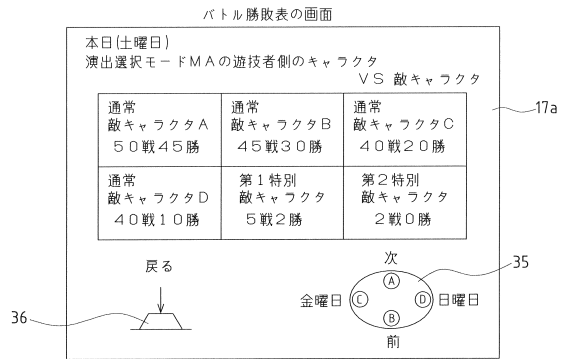 バトル勝敗表の画面
本日(土曜日)
演出選択モードMAの遊技者側のキャラクタ
VS 敵キャラクタ
17a
通常
敵キャラクタA
50戦45勝
通常
敵キャラクタB
45戦30勝
通常
敵キャラクタC
40戦20勝
通常
敵キャラクタD
40戦10勝
第1特別
敵キャラクタ
5戦2勝
第2特別
敵キャラクタ
2戦0勝
戻る
36
次
35
A
金曜日 C D 日曜日
B
前